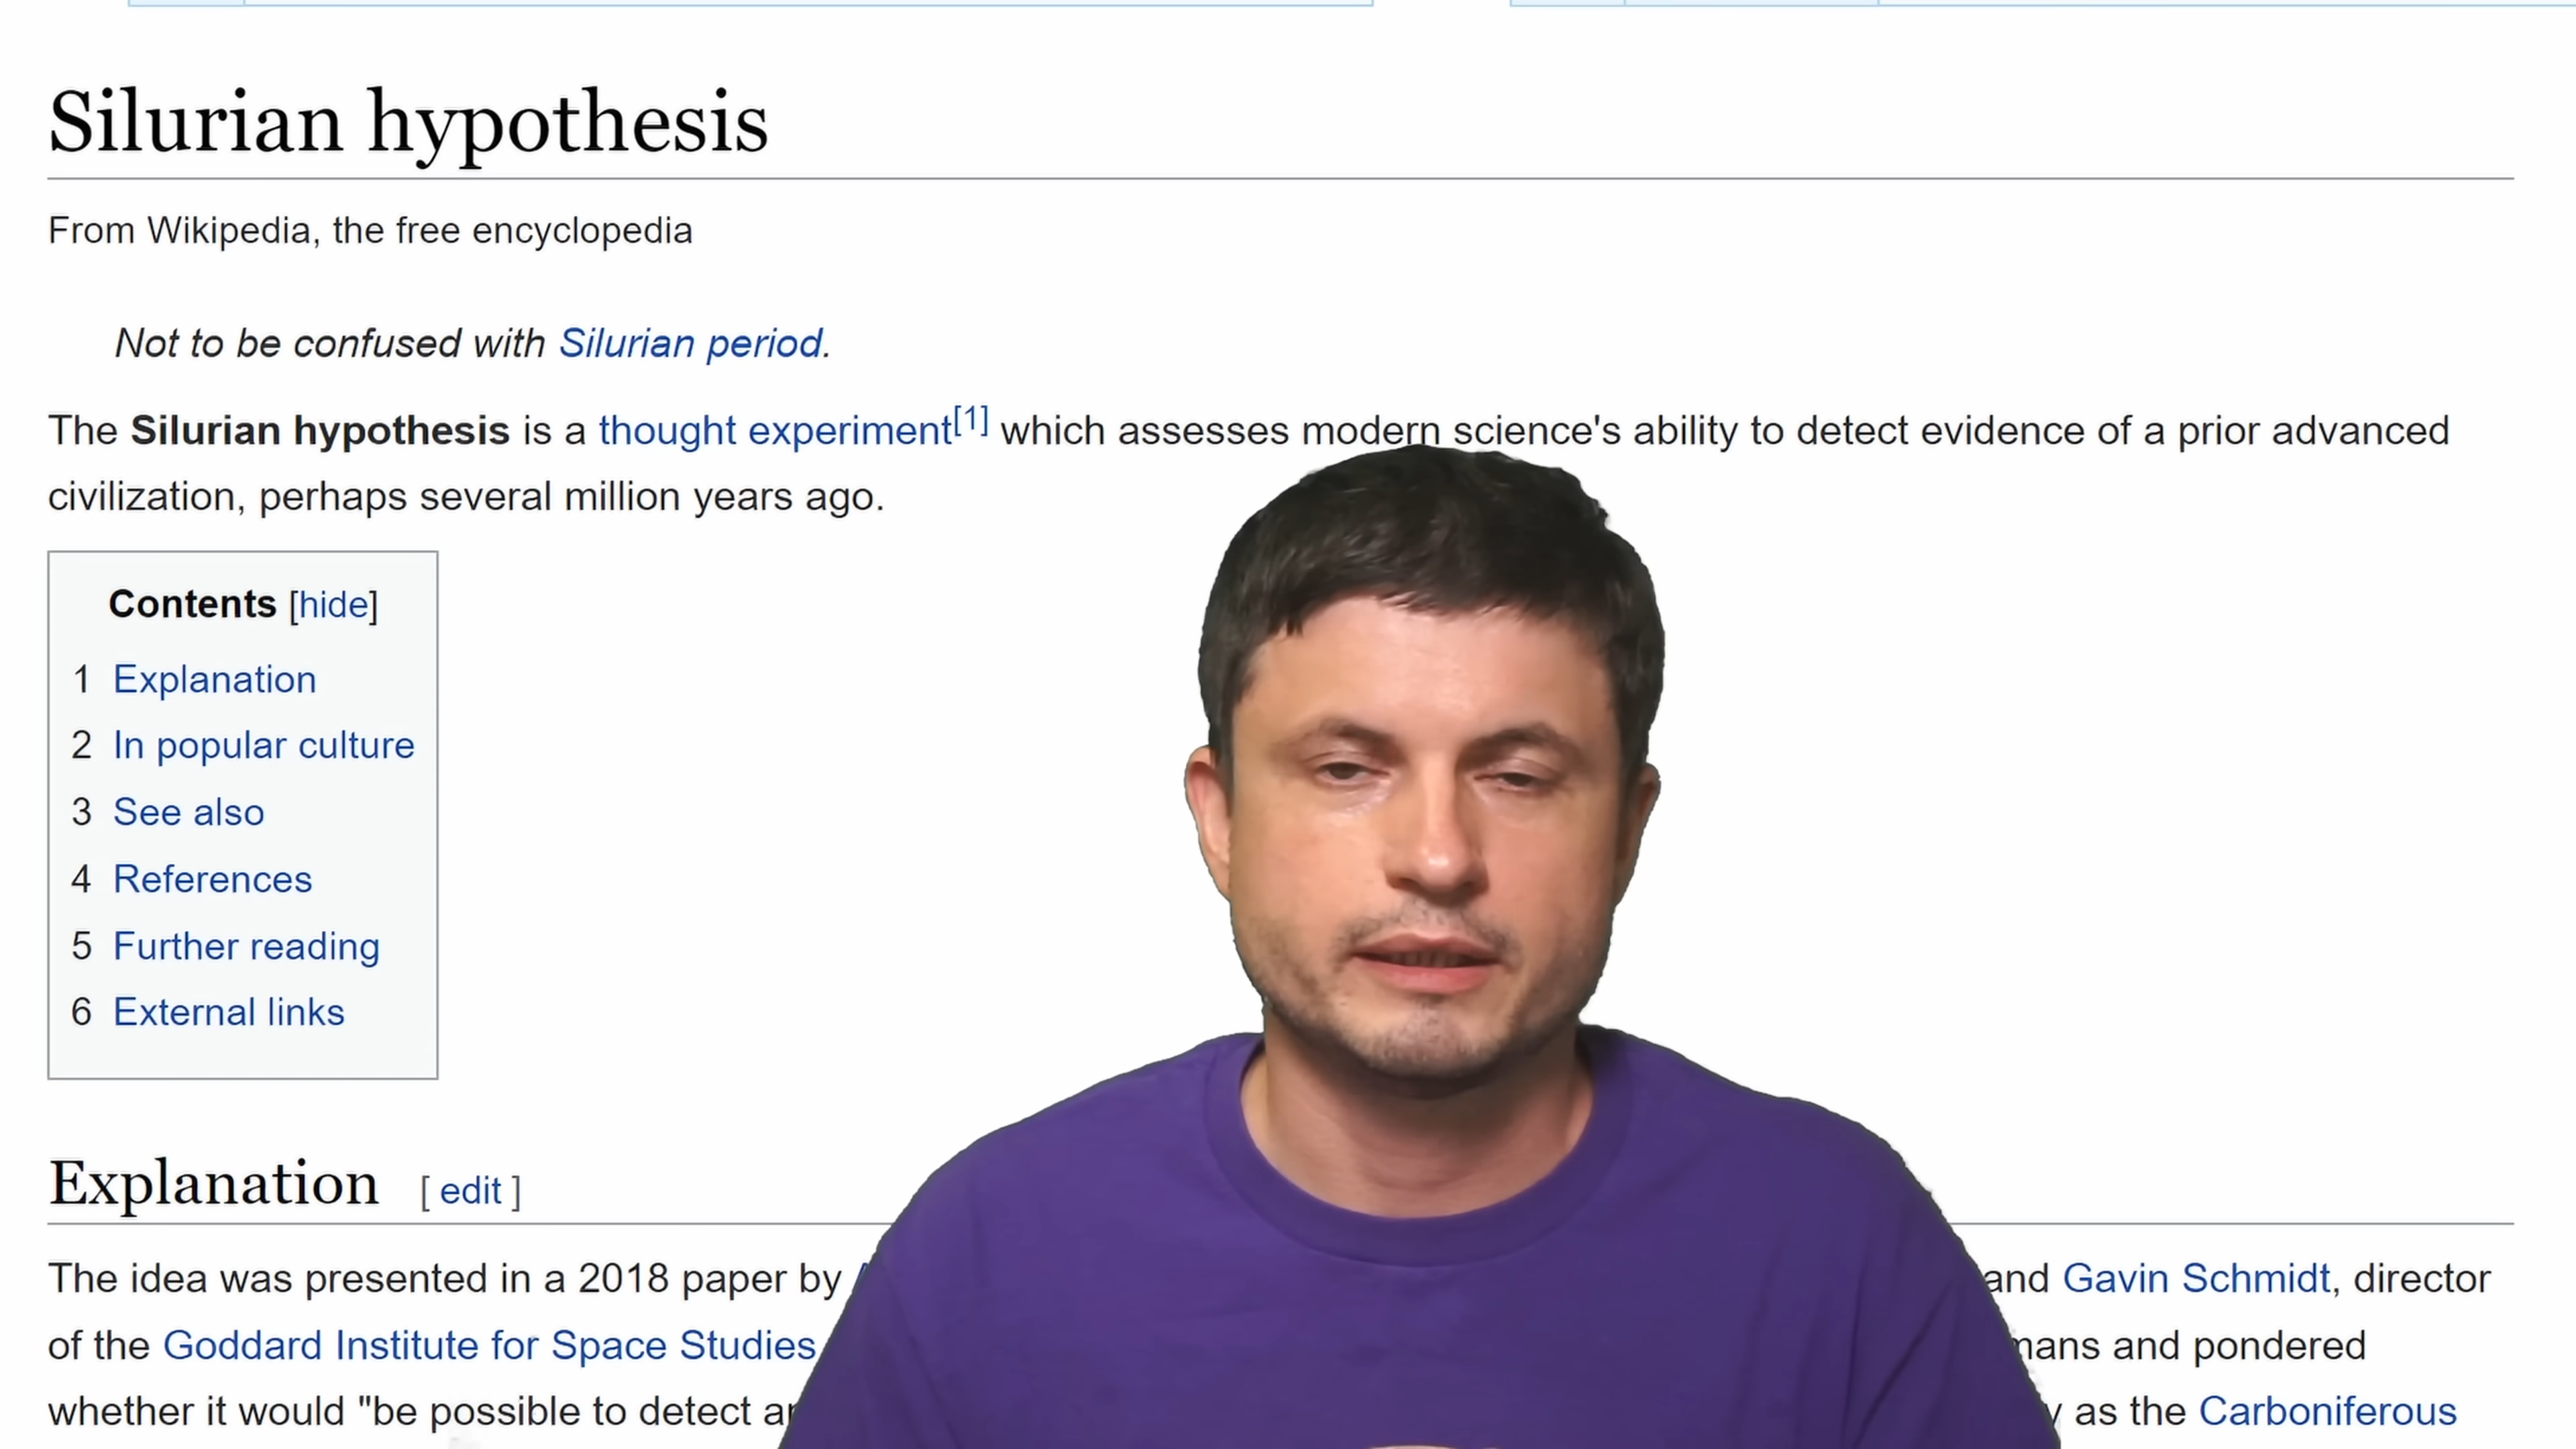 Silurian hypothesis
From Wikipedia, the free encyclopedia
Not to be confused with Silurian period.
The Silurian hypothesis is a thought experiment[1] which assesses modern science's ability to detect evidence of a prior advanced
civilization, perhaps several million years ago.
Contents [hide]
1 Explanation
2 In popular culture
3 See also
4 References
5 Further reading
6 External links
Explanation [ edit ]
The idea was presented in a 2018 paper by and Gavin Schmidt, director
of the Goddard Institute for Space Studies and pondered
whether it would "be possible to detect as the Carboniferous